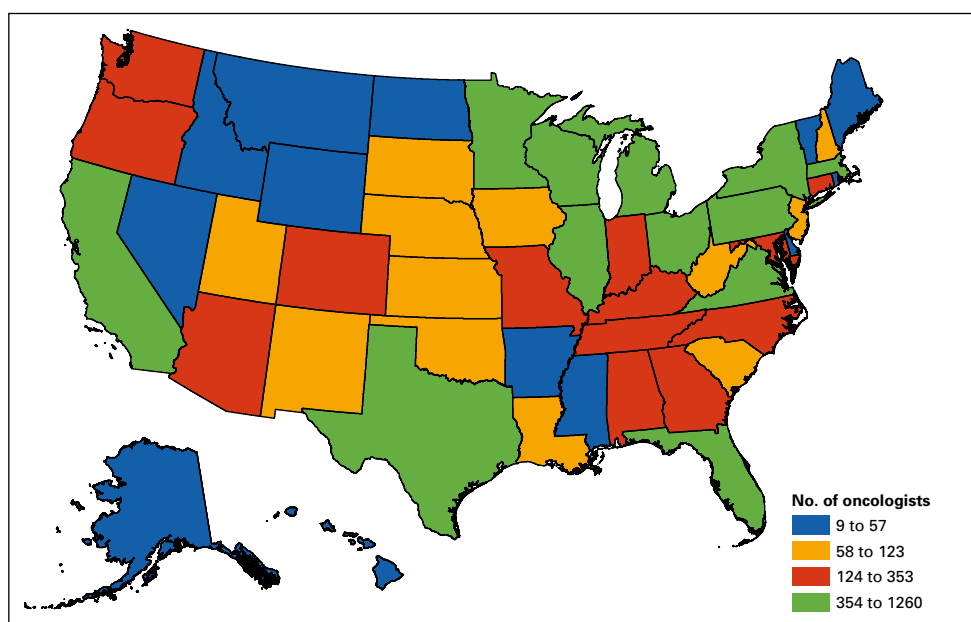 No. of oncologists
9 to 57
58 to 123
124 to 353
354 to 1260